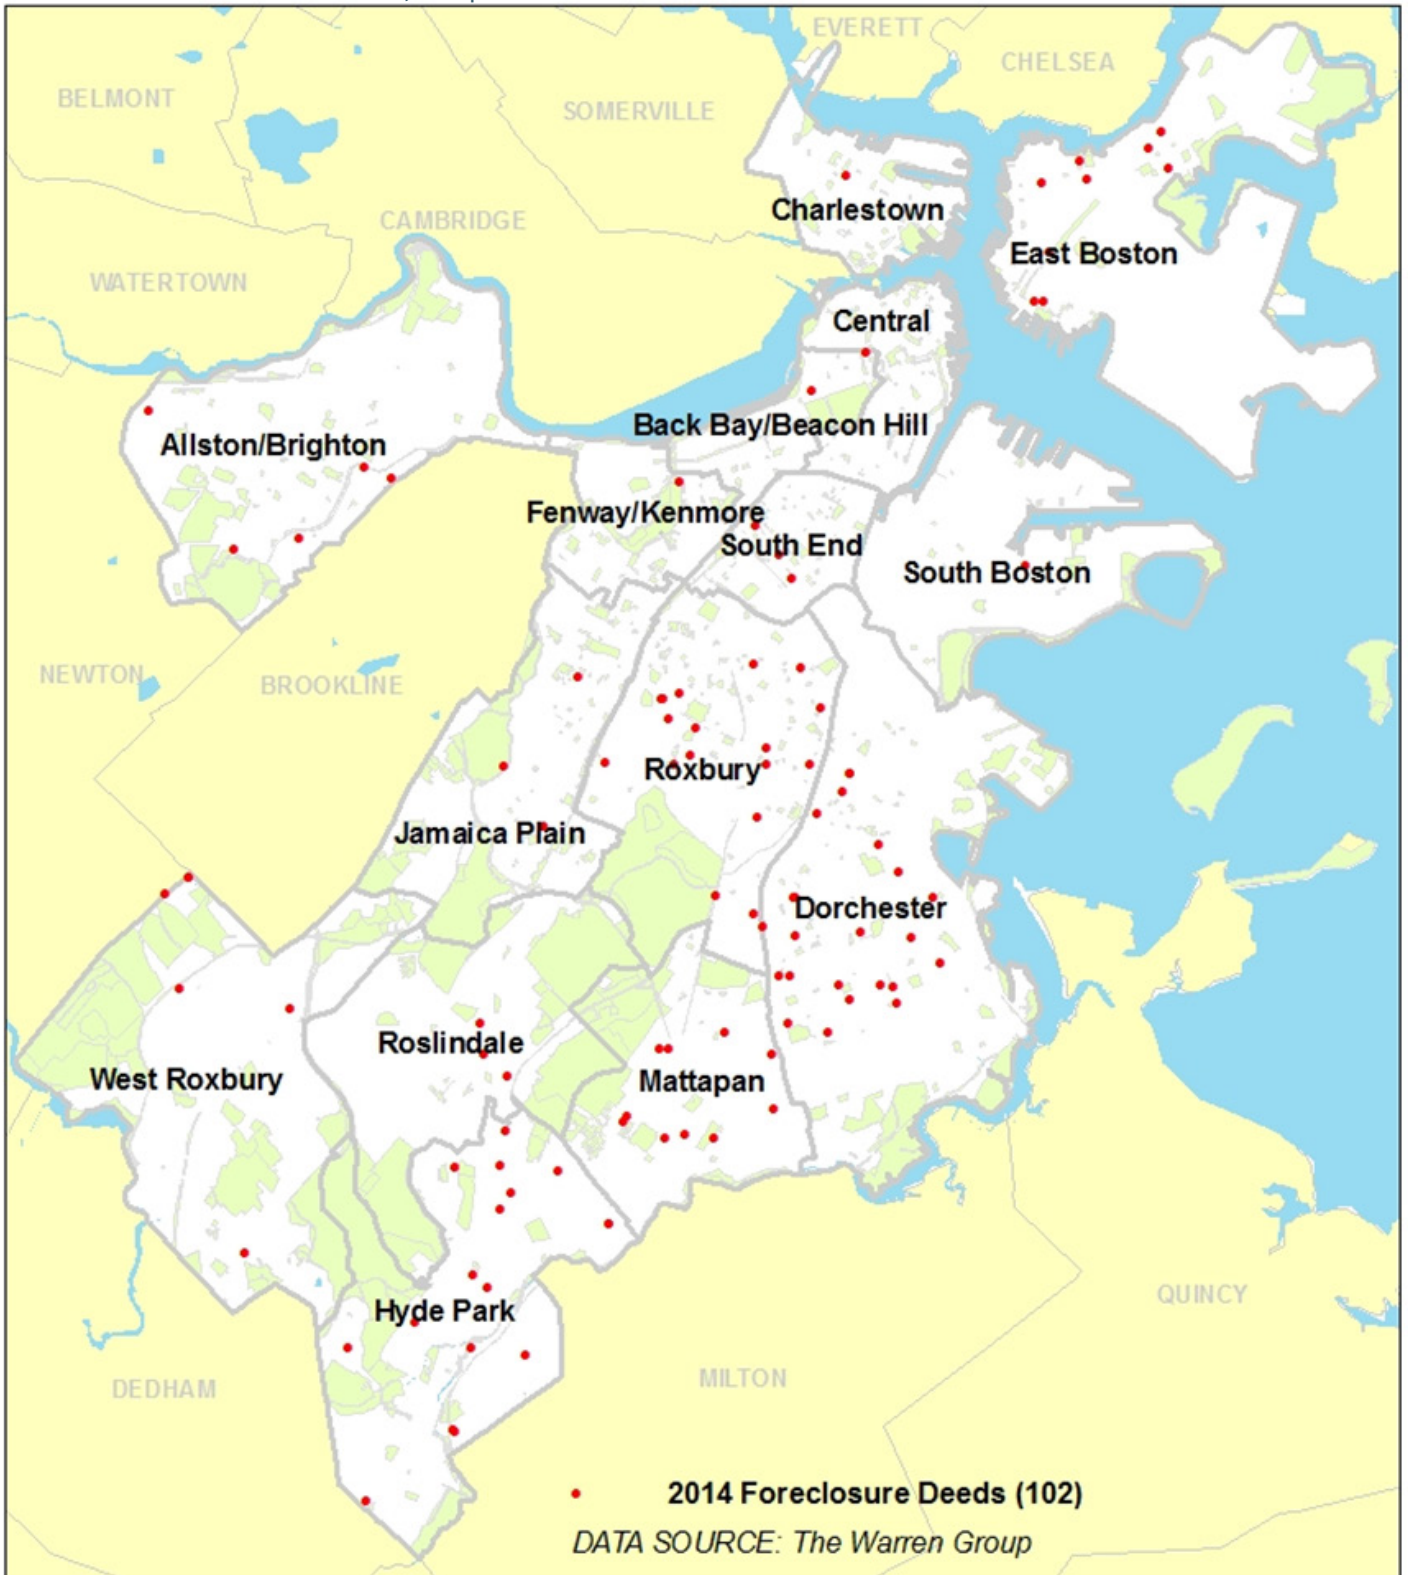 EVERETT
CHELSEA
BELMONT
SOMERVILLE
Charlestown
CAMBRIDGE
East Boston
WATERTOWN
Central
Back Bay/Beacon Hill
Allston/Brighton
Fenway/Kenmore
South End
South Boston
NEWTON
BROOKLINE
Roxbury
Jamaica Plain
Dorchester
Roslindale
West Roxbury
Mattapan
QUINCY
Hyde Park
MILTON
DEDHAM
2014 Foreclosure Deeds (102)
DATA SOURCE: The Warren Group